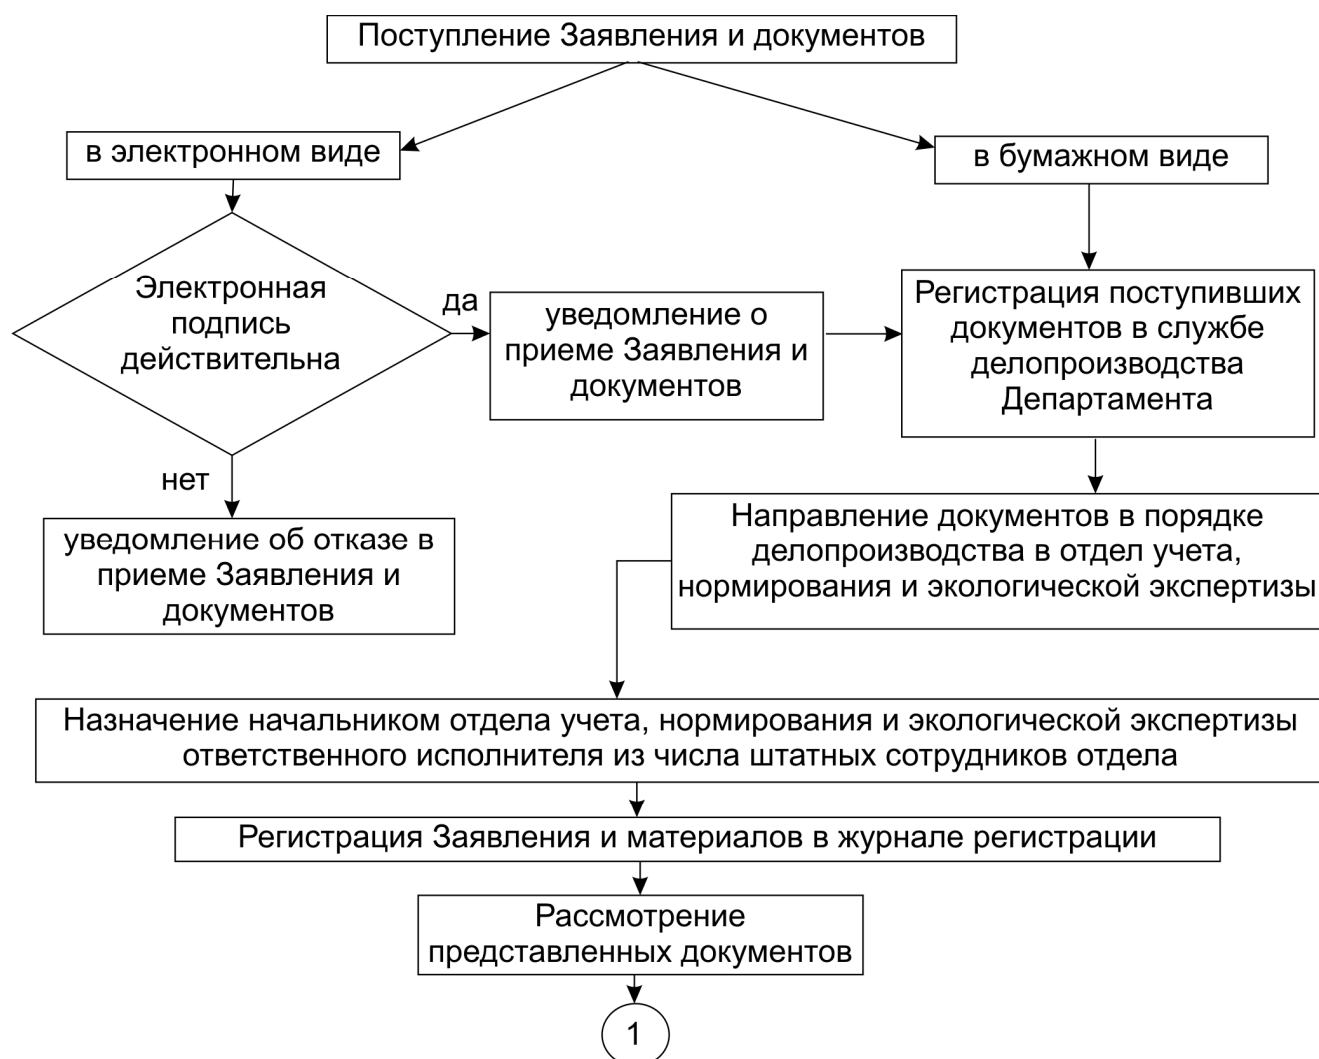 Поступление Заявления и документов
в электронном виде
в бумажном виде
Электронная
подпись
действительна
да
уведомление о
приеме Заявления и
документов
Регистрация поступивших
документов в службе
делопроизводства
Департамента
нет
уведомление об отказе в
приеме Заявления и
документов
Направление документов в порядке
делопроизводства в отдел учета,
нормирования и экологической экспертизы
Назначение начальником отдела учета, нормирования и экологической экспертизы
ответственного исполнителя из числа штатных сотрудников отдела
Регистрация Заявления и материалов в журнале регистрации
Рассмотрение
представленных документов
1